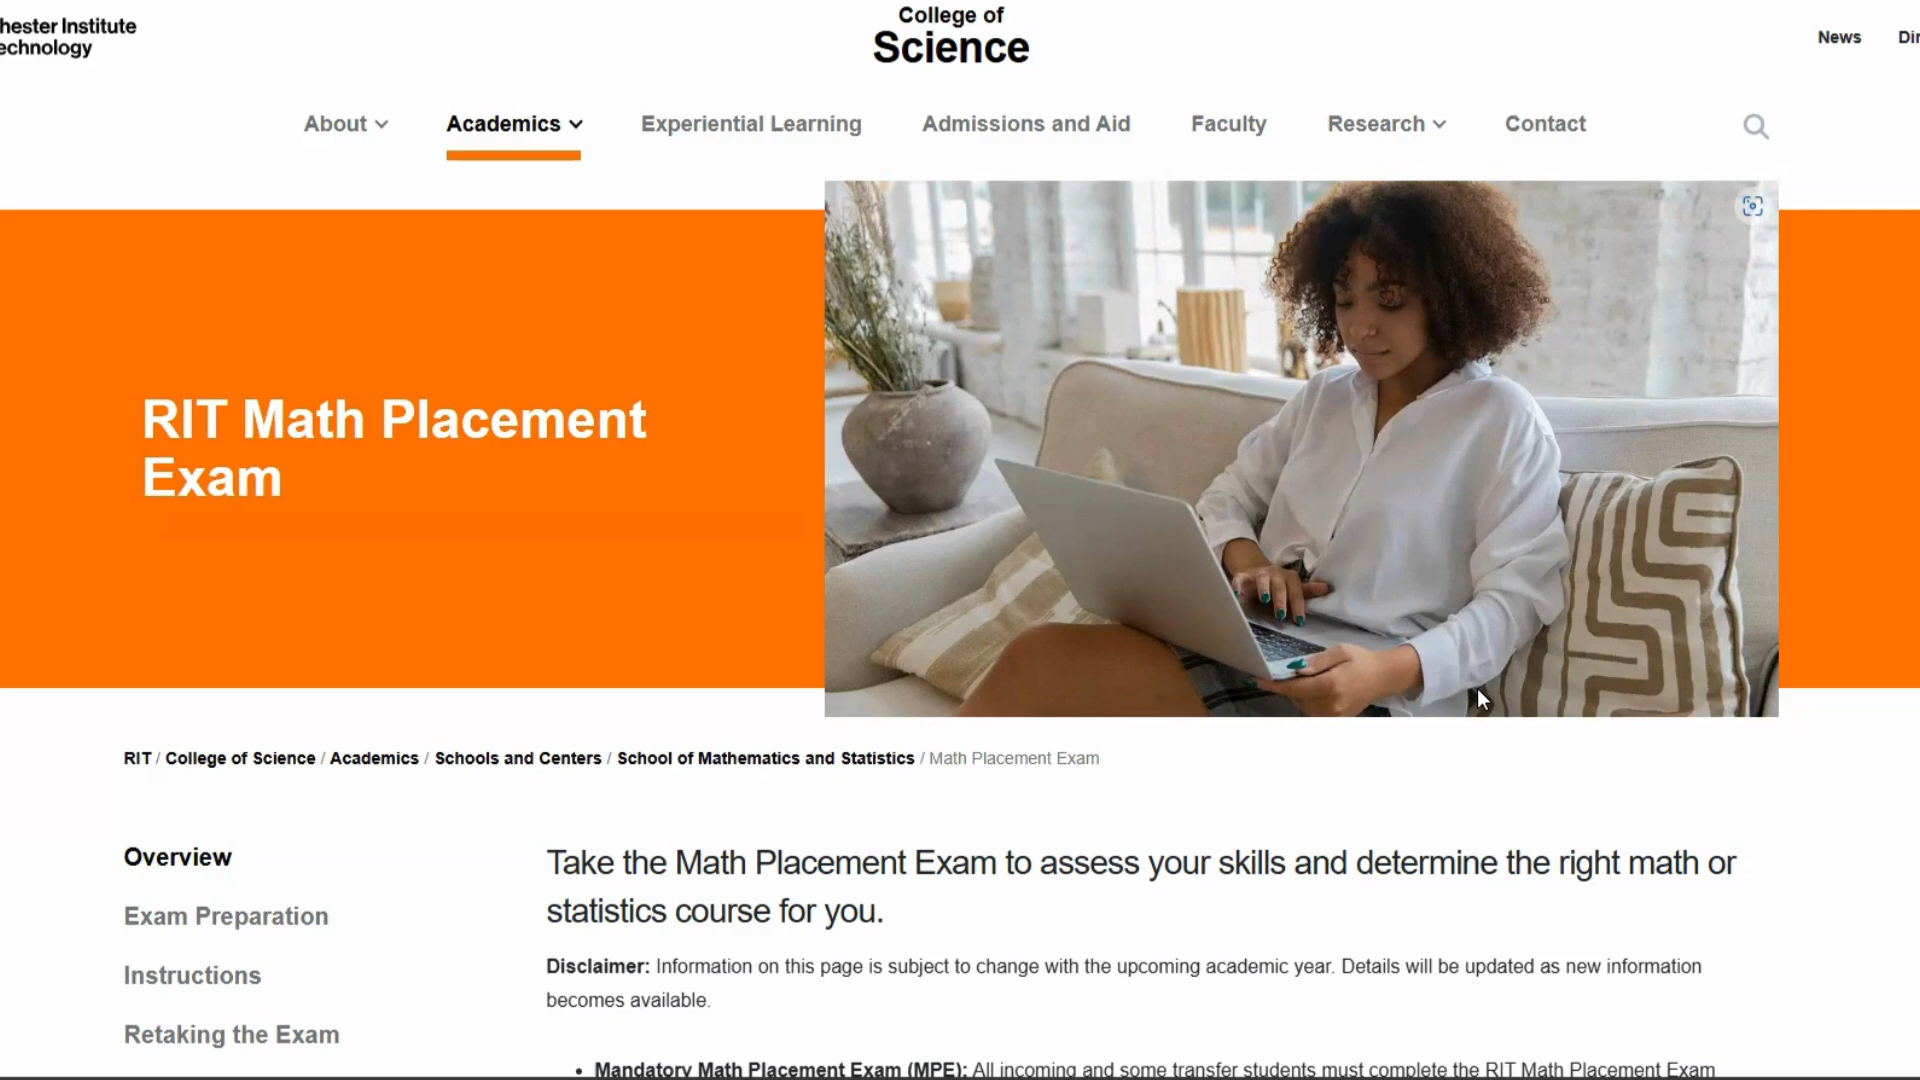 hester Institute
echnology
College of
Science
News
About
Academics
Experiential Learning
Admissions and Aid
Faculty
Research
Contact
RIT Math Placement
Exam
RIT / College of Science / Academics / Schools and Centers / School of Mathematics and Statistics / Math Placement Exam
Overview
Exam Preparation
Instructions
Retaking the Exam
Take the Math Placement Exam to assess your skills and determine the right math or
statistics course for you.
Disclaimer: Information on this page is subject to change with the upcoming academic year. Details will be updated as new information
becomes available.
• Mandatory Math Placement Exam (MPE): All incoming and some transfer students must complete the RIT Math Placement Exam